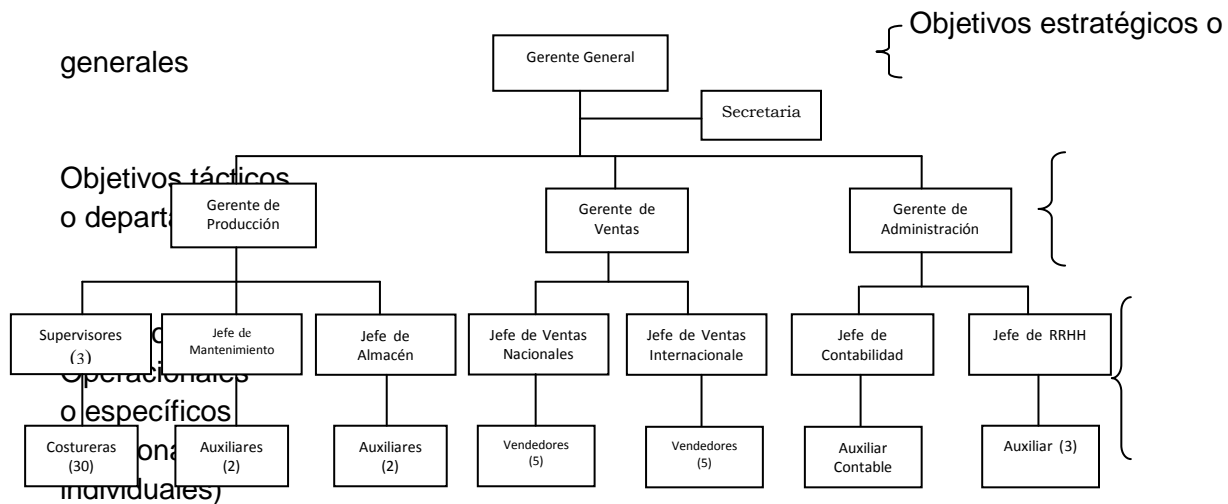 Objetivos estratégicos o
generales
Gerente General
Secretaria
Objetivos tácticos
o departa
Gerente de
Producción
Gerente de
Ventas
Gerente de
Administración
Supervisores
(3)
Jefe de
Mantenimiento
Jefe de
Almacén
Jefe de Ventas
Nacionales
Jefe de Ventas
Internacionale
Jefe de
Contabilidad
Jefe de RRHH
Operacionales
o específicos
Costureras
(30)
Auxiliares
(2)
Auxiliares
(2)
Vendedores
(5)
Vendedores
(5)
Auxiliar
Contable
Auxiliar (3)
individuales)